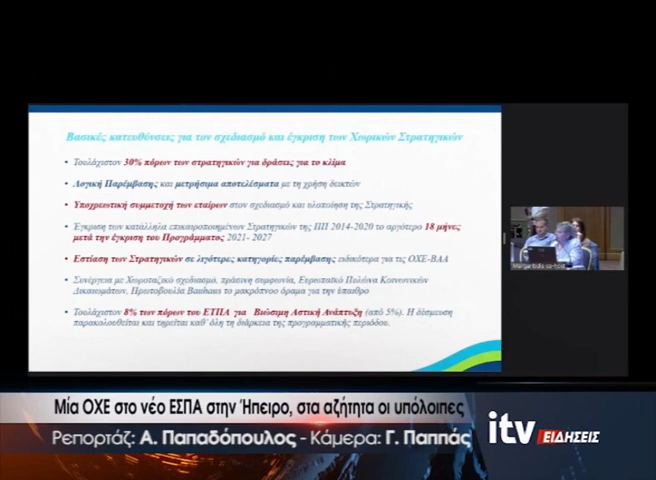 Βασικές κατευθύνσεις για τον σχεδιασμό και έγκριση των Χωρικών Στρατηγικών
• Τουλάχιστον 30% πόρων των στρατηγικών για δράσεις για το κλίμα
• Λογική Παρέμβασης και μετρήσιμα αποτελέσματα με τη χρήση δεικτών
• Υποχρεωτική συμμετοχή των εταίρων στον σχεδιασμό και υλοποίηση της Στρατηγικής
• Έγκριση των κατάλληλα επικαιροποιημένων Στρατηγικών της ΠΠ 2014-2020 το αργότερο 18 μήνες
μετά την έγκριση του Προγράμματος 2021- 2027
• Εστίαση των Στρατηγικών σε λιγότερες κατηγορίες παρέμβασης ειδικότερα για τις ΟΧΕ-ΒΑΑ
• Συνέργεια με Χωροταξικό σχεδιασμό, πράσινη συμφωνία, Ευρωπαϊκό Πυλώνα Κοινωνικών
Δικαιωμάτων, Πρωτοβουλία Bauhaus το μακρόπνοο όραμα για την ύπαιθρο
• Τουλάχιστον 8% των πόρων του ΕΤΠΑ για Βιώσιμη Αστική Ανάπτυξη (από 5%). Η δέσμευση
παρακολουθείται και τηρείται καθ' όλη τη διάρκεια της προγραμματικής περιόδου.
Μία ΟΧΕ στο νέο ΕΣΠΑ στην Ήπειρο, στα αζήτητα οι υπόλοιπες
Ρεπορτάζ: Α. Παπαδόπουλος - Κάμερα: Γ. Παππάς
itv ΕΙΔΗΣΕΙΣ